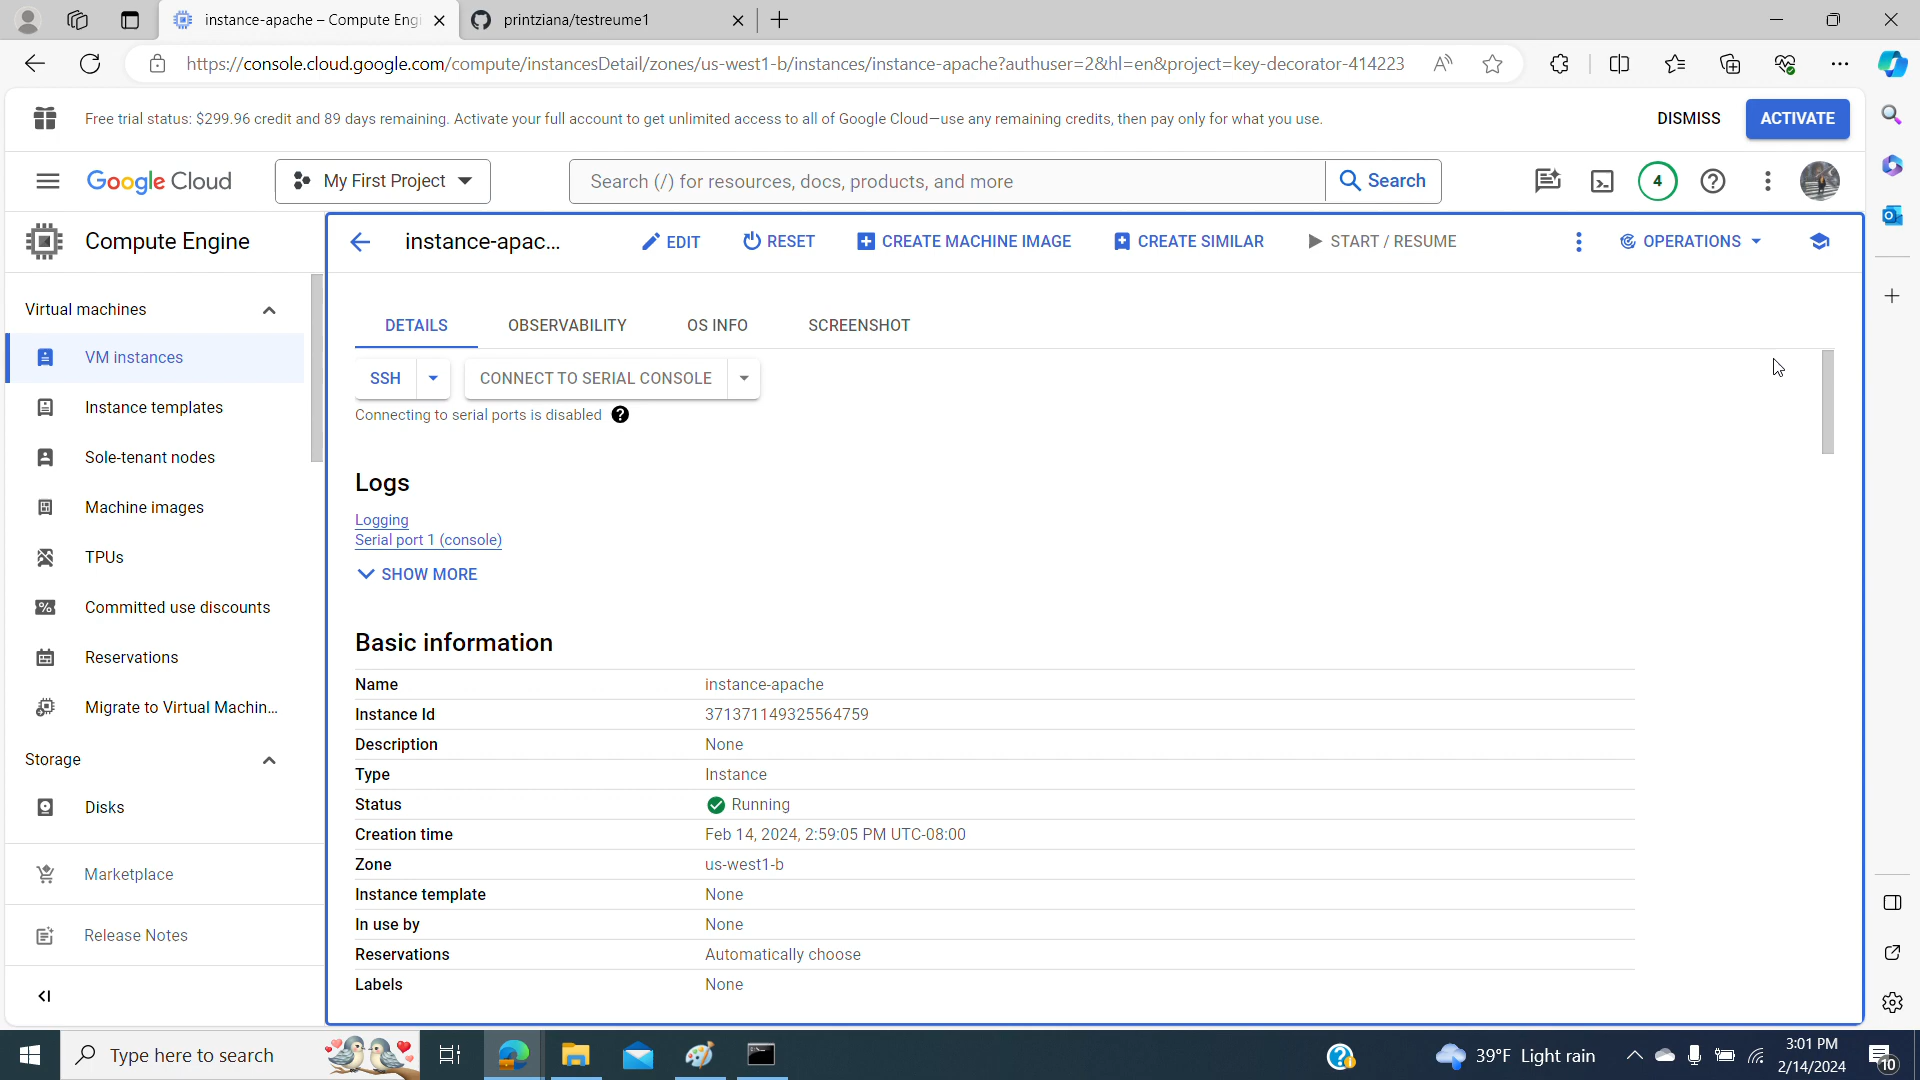 instance-apache – Compute Engi
printziana/testreume1
https://console.cloud.google.com/compute/instancesDetail/zones/us-west1-b/instances/instance-apache?authuser=2&hl=en&project=key-decorator-414223
Free trial status: $299.96 credit and 89 days remaining. Activate your full account to get unlimited access to all of Google Cloud—use any remaining credits, then pay only for what you use.
DISMISS
ACTIVATE
Google Cloud
My First Project
Search (/) for resources, docs, products, and more
Search
4
Compute Engine
instance-apac...
EDIT
RESET
CREATE MACHINE IMAGE
CREATE SIMILAR
START / RESUME
OPERATIONS
Virtual machines
VM instances
Instance templates
Sole-tenant nodes
Machine images
TPUs
Committed use discounts
Reservations
Migrate to Virtual Machin...
Storage
Disks
Marketplace
Release Notes
DETAILS
OBSERVABILITY
OS INFO
SCREENSHOT
SSH
CONNECT TO SERIAL CONSOLE
Connecting to serial ports is disabled
Logs
Logging
Serial port 1 (console)
SHOW MORE
Basic information
Name instance-apache
Instance Id 371371149325564759
Description None
Type Instance
Status Running
Creation time Feb 14, 2024, 2:59:05 PM UTC-08:00
Zone us-west1-b
Instance template None
In use by None
Reservations Automatically choose
Labels None
Type here to search
39°F Light rain
3:01 PM
2/14/2024
10